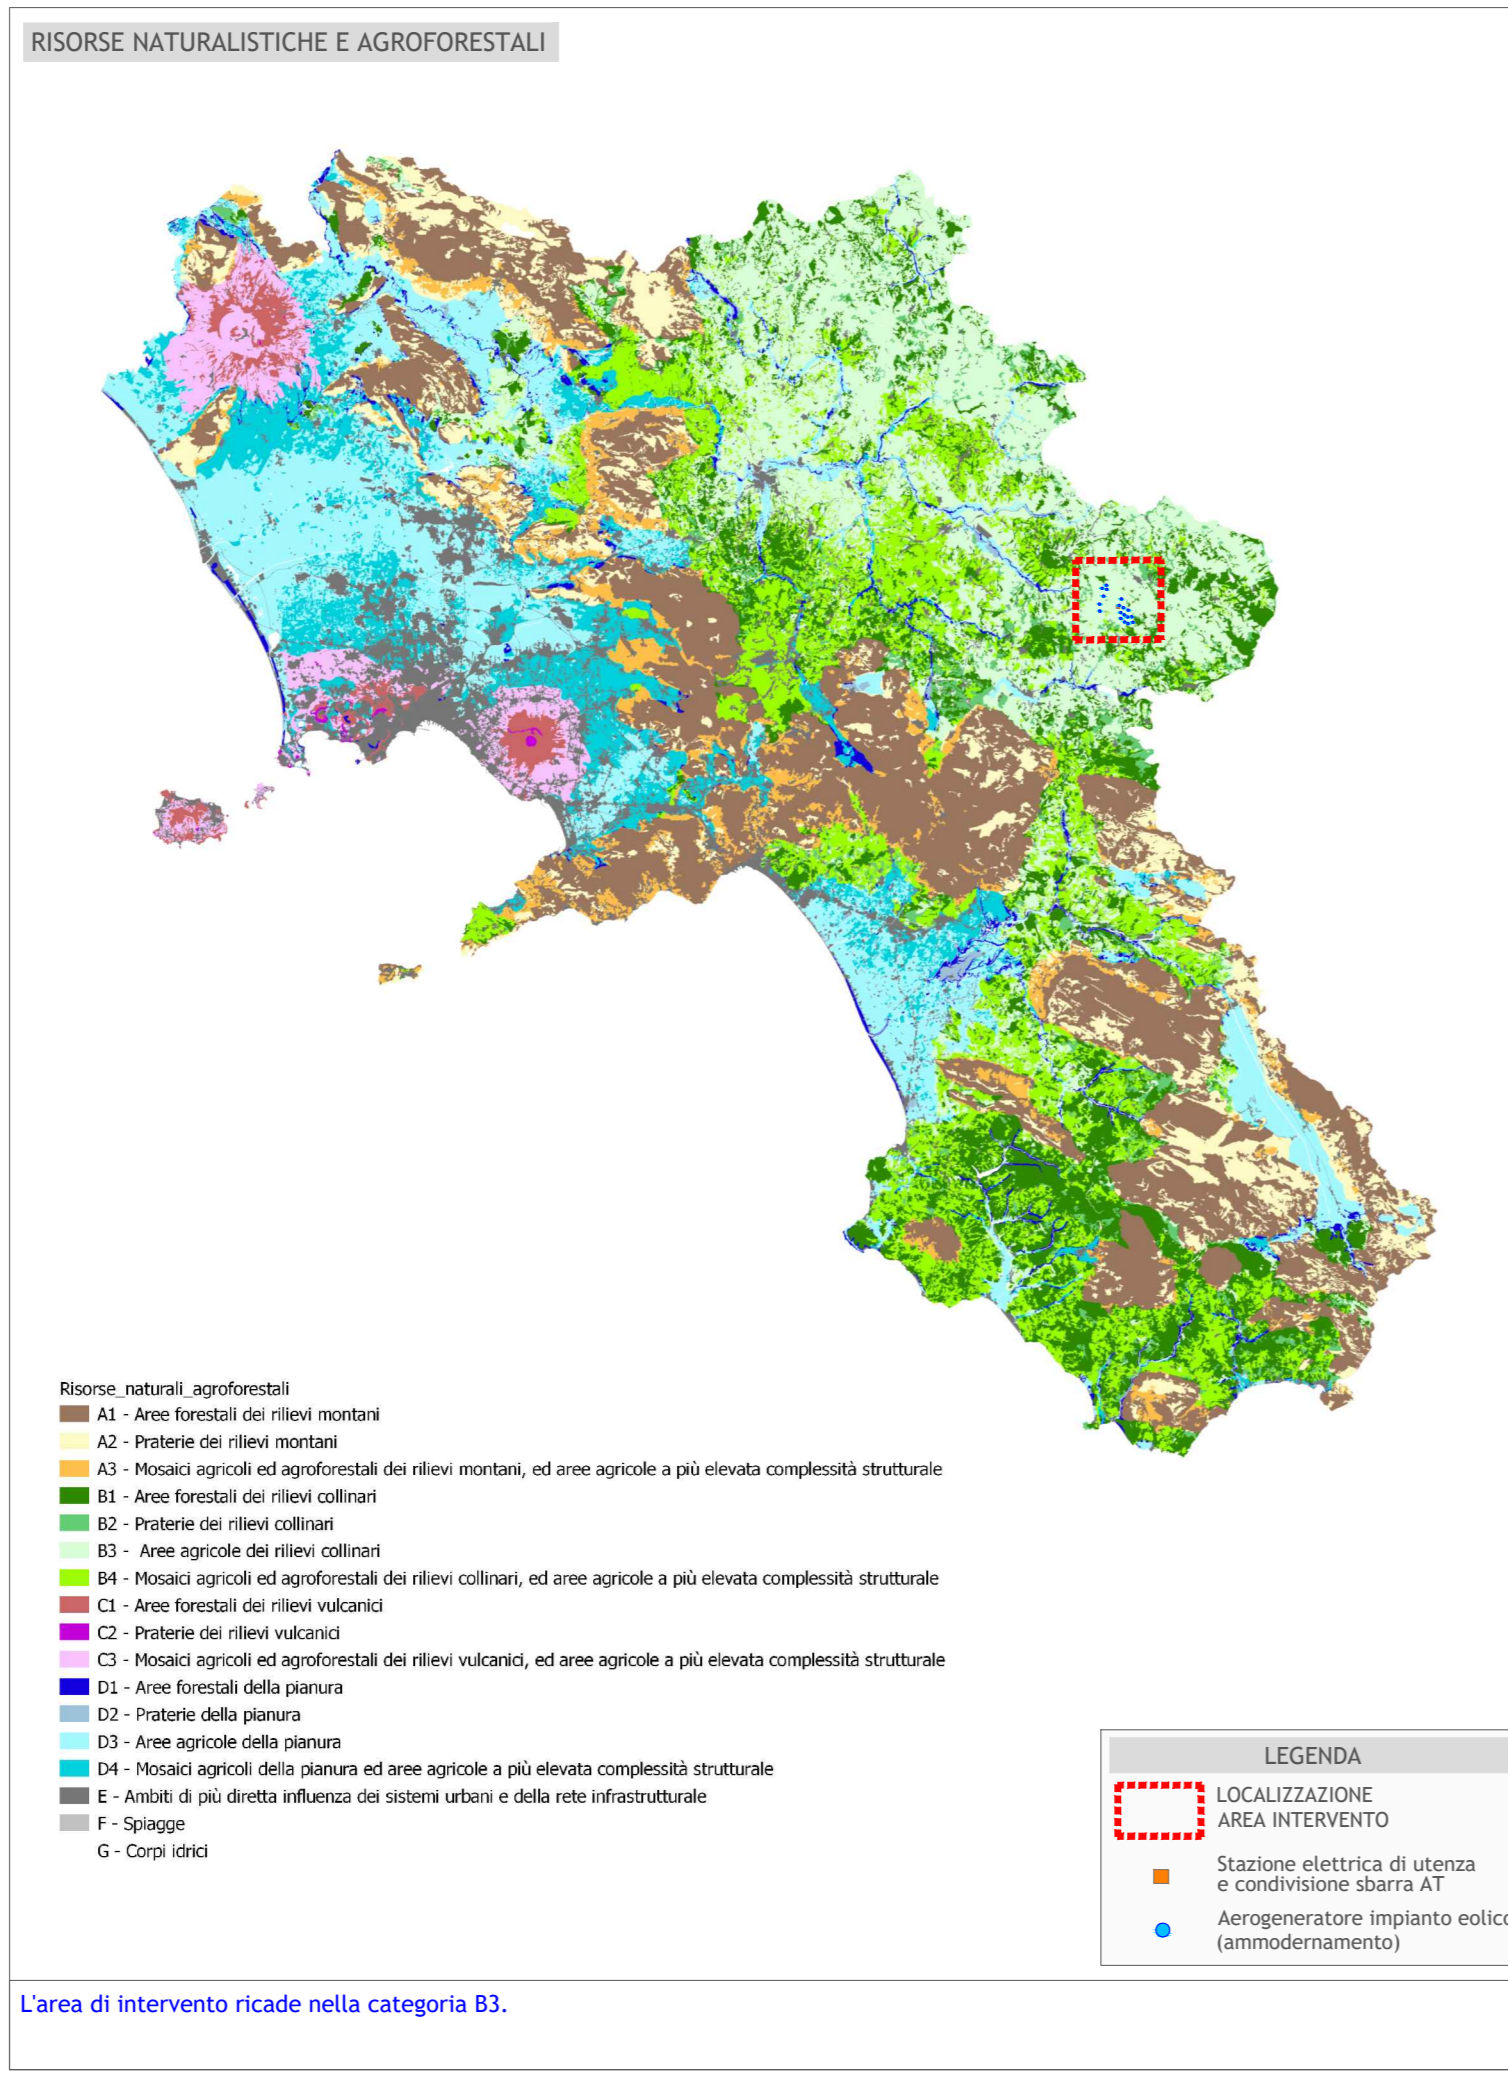 RISORSE NATURALISTICHE E AGROFORESTALI
Risorse_naturali_agroforestali
A1 - Aree forestali dei rilievi montani
A2 - Praterie dei rilievi montani
A3 - Mosaici agricoli ed agroforestali dei rilievi montani, ed aree agricole a più elevata complessità strutturale
B1 - Aree forestali dei rilievi collinari
B2 - Praterie dei rilievi collinari
B3 - Aree agricole dei rilievi collinari
B4 - Mosaici agricoli ed agroforestali dei rilievi collinari, ed aree agricole a più elevata complessità strutturale
C1 - Aree forestali dei rilievi vulcanici
C2 - Praterie dei rilievi vulcanici
C3 - Mosaici agricoli ed agroforestali dei rilievi vulcanici, ed aree agricole a più elevata complessità strutturale
D1 - Aree forestali della pianura
D2 - Praterie della pianura
D3 - Aree agricole della pianura
D4 - Mosaici agricoli della pianura ed aree agricole a più elevata complessità strutturale
E - Ambiti di più diretta influenza dei sistemi urbani e della rete infrastrutturale
F - Spiagge
G - Corpi idrici
LEGENDA
LOCALIZZAZIONE
AREA INTERVENTO
Stazione elettrica di utenza
e condivisione sbarra AT
Aerogeneratore impianto eolico
(ammodernamento)
L'area di intervento ricade nella categoria B3.